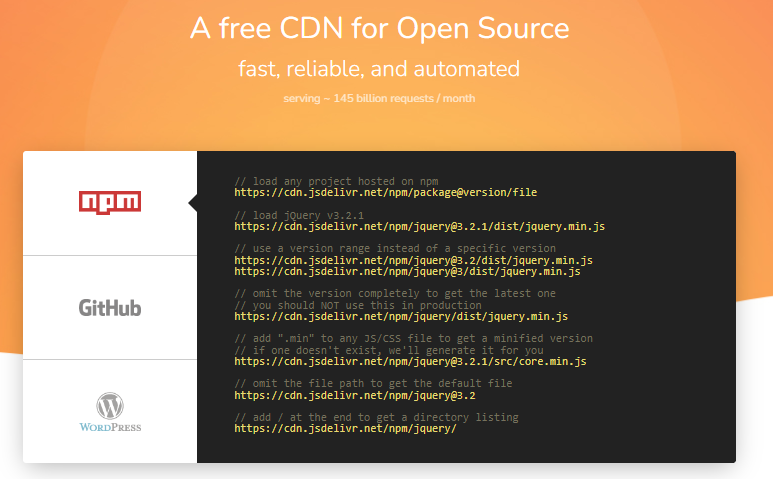 A free CDN for Open Source
fast, reliable, and automated
serving ~ 145 billion requests / month
npm
GitHub
WORDPRESS
// load any project hosted on npm
https://cdn.jsdelivr.net/npm/package@version/file
// load jQuery v3.2.1
https://cdn.jsdelivr.net/npm/jquery@3.2.1/dist/jquery.min.js
// use a version range instead of a specific version
https://cdn.jsdelivr.net/npm/jquery@3.2/dist/jquery.min.js
https://cdn.jsdelivr.net/npm/jquery@3/dist/jquery.min.js
// omit the version completely to get the latest one
// you should NOT use this in production
https://cdn.jsdelivr.net/npm/jquery/dist/jquery.min.js
// add ".min" to any JS/CSS file to get a minified version
// if one doesn't exist, we'll generate it for you
https://cdn.jsdelivr.net/npm/jquery@3.2.1/src/core.min.js
// omit the file path to get the default file
https://cdn.jsdelivr.net/npm/jquery@3.2
// add / at the end to get a directory listing
https://cdn.jsdelivr.net/npm/jquery/